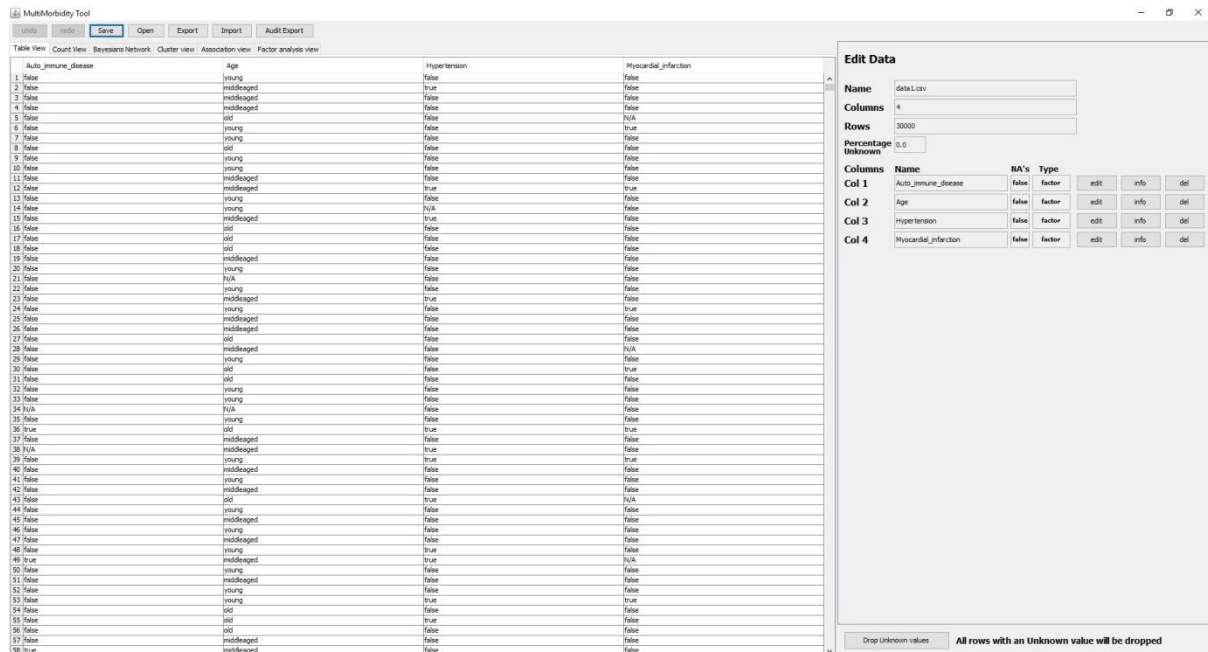 MultiMorbidity Tool
undo redo Save Open Export Import Audit Export
Table View Count View Bayesians Network Cluster view Association view Factor analysis view
Auto_immune_disease Age Hypertension Myocardial_infarction
1 false young false false
2 false middleaged true false
3 false middleaged false false
4 false middleaged false false
5 false old false N/A
6 false young false true
7 false young false false
8 false old false false
9 false young false false
10 false young false false
11 false middleaged false false
12 false middleaged true true
13 false young false false
14 false young N/A false
15 false middleaged true false
16 false old false false
17 false old false false
18 false old false false
19 false middleaged false false
20 false young false false
21 false N/A false false
22 false young false false
23 false middleaged true false
24 false young false true
25 false middleaged false false
26 false middleaged false false
27 false old false false
28 false middleaged false N/A
29 false young false false
30 false old false true
31 false old false false
32 false young false false
33 false young false false
34 N/A N/A false false
35 false young false false
36 true old true true
37 false middleaged false false
38 N/A middleaged true false
39 false young true true
40 false middleaged false false
41 false young false false
42 false middleaged false false
43 false old true N/A
44 false young false false
45 false middleaged false false
46 false young false false
47 false middleaged false false
48 false young true false
49 true middleaged true N/A
50 false young false false
51 false middleaged false false
52 false young false false
53 false young true true
54 false old false false
55 false old true false
56 false old false false
57 false middleaged false false
58 true middleaged true false
Edit Data
Name data1.csv
Columns 4
Rows 30000
Percentage Unknown 0.0
Columns Name NA's Type
Col 1 Auto_immune_disease false factor edit info del
Col 2 Age false factor edit info del
Col 3 Hypertension false factor edit info del
Col 4 Myocardial_infarction false factor edit info del
Drop Unknown values All rows with an Unknown value will be dropped